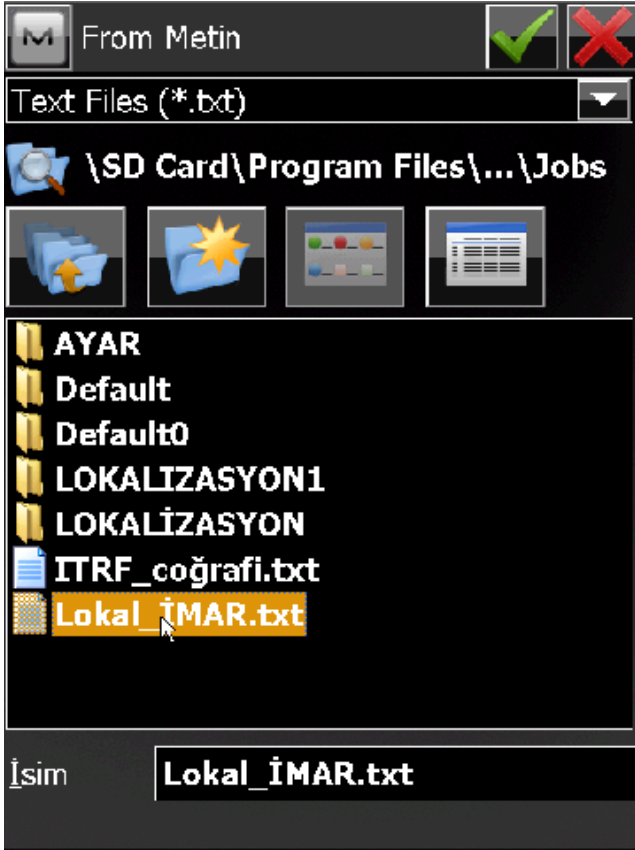 From Metin
Text Files (*.txt)
\SD Card\Program Files\...\Jobs
AYAR
Default
Default0
LOKALIZASYON1
LOKALİZASYON
ITRF_coğrafi.txt
Lokal_İMAR.txt
İsim Lokal_İMAR.txt